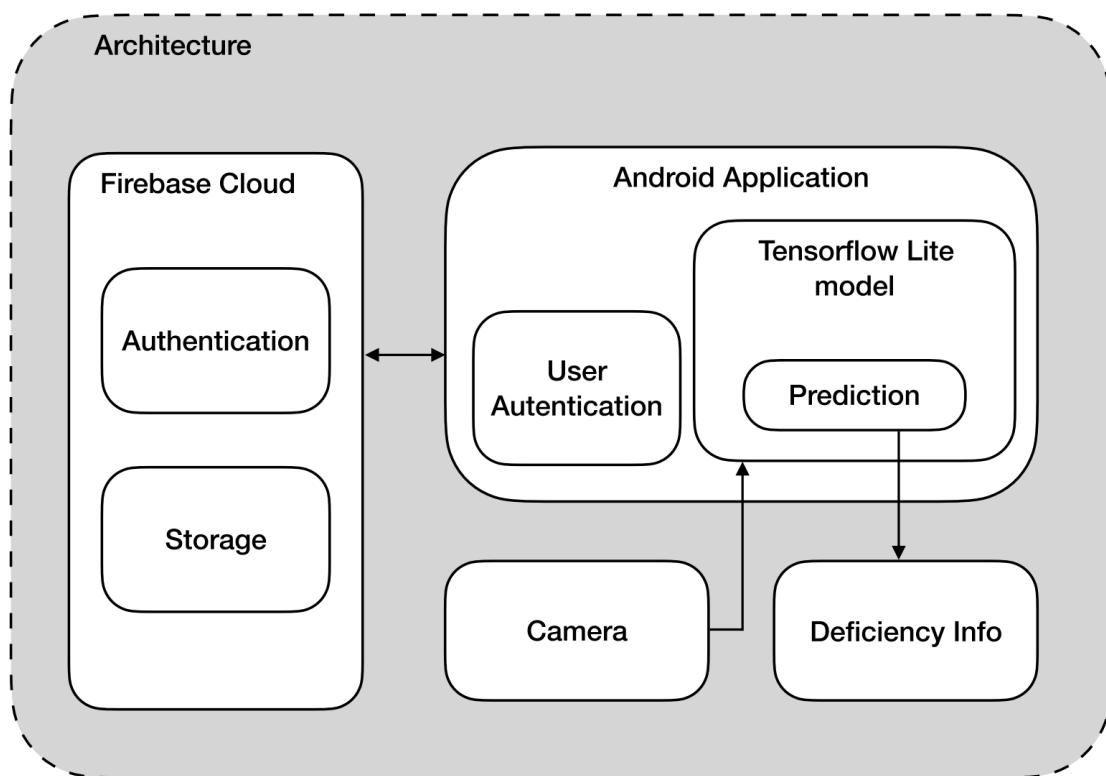 Architecture
Firebase Cloud
Authentication
Storage
Android Application
Tensorflow Lite
model
User
Autentication
Prediction
Camera
Deficiency Info